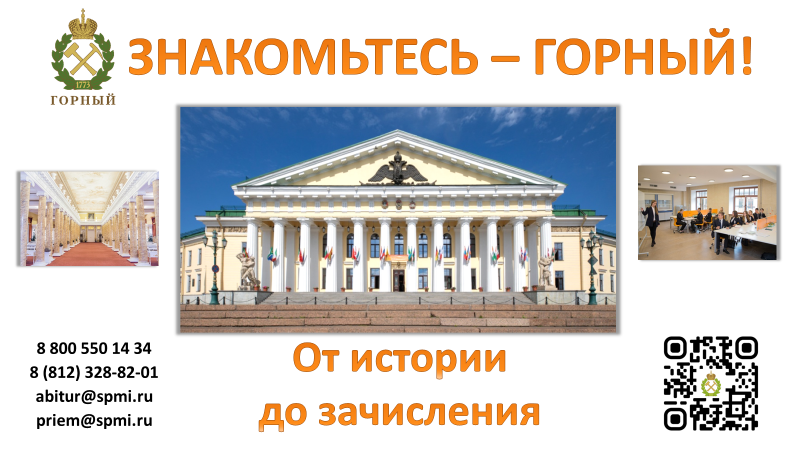 1773
ГОРНЫЙ
ЗНАКОМЬТЕСЬ – ГОРНЫЙ!
8 800 550 14 34
8 (812) 328-82-01
abitur@spmi.ru
priem@spmi.ru
От истории
до зачисления